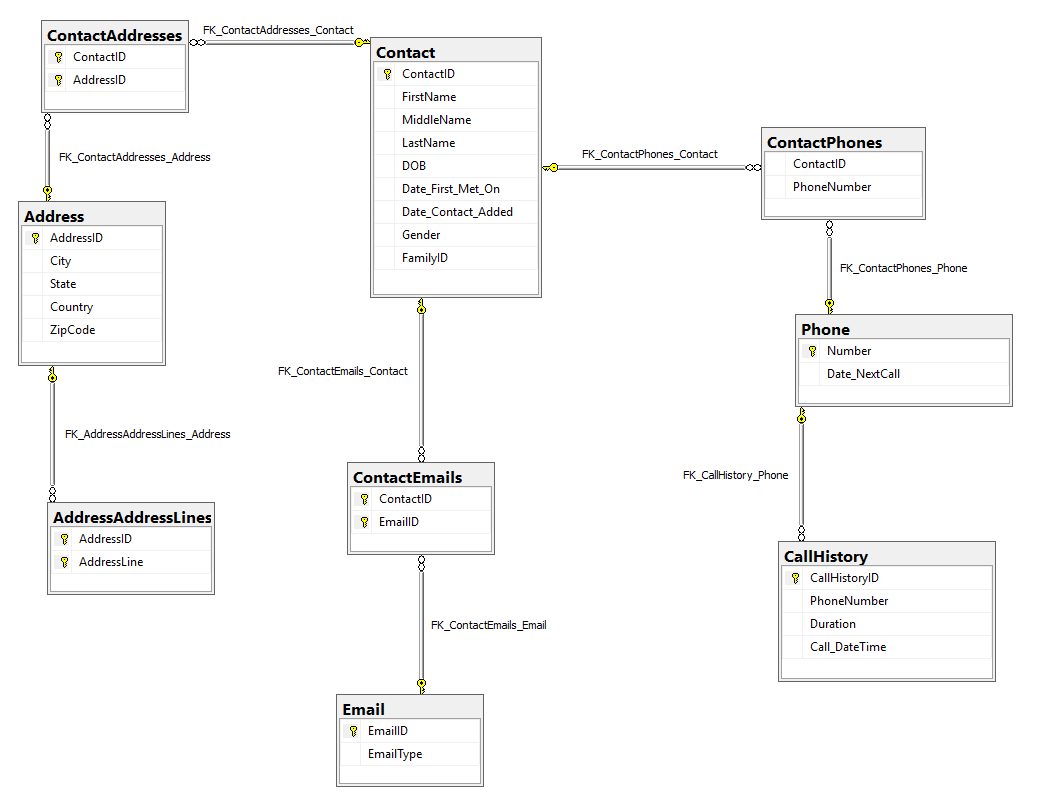 ContactAddresses
ContactID
AddressID
FK_ContactAddresses_Contact
Contact
ContactID
FirstName
MiddleName
LastName
DOB
Date_First_Met_On
Date_Contact_Added
Gender
FamilyID
FK_ContactPhones_Contact
ContactPhones
ContactID
PhoneNumber
FK_ContactAddresses_Address
Address
AddressID
City
State
Country
ZipCode
FK_ContactPhones_Phone
Phone
Number
Date_NextCall
FK_ContactEmails_Contact
FK_AddressAddressLines_Address
AddressAddressLines
AddressID
AddressLine
ContactEmails
ContactID
EmailID
FK_CallHistory_Phone
CallHistory
CallHistoryID
PhoneNumber
Duration
Call_DateTime
FK_ContactEmails_Email
Email
EmailID
EmailType